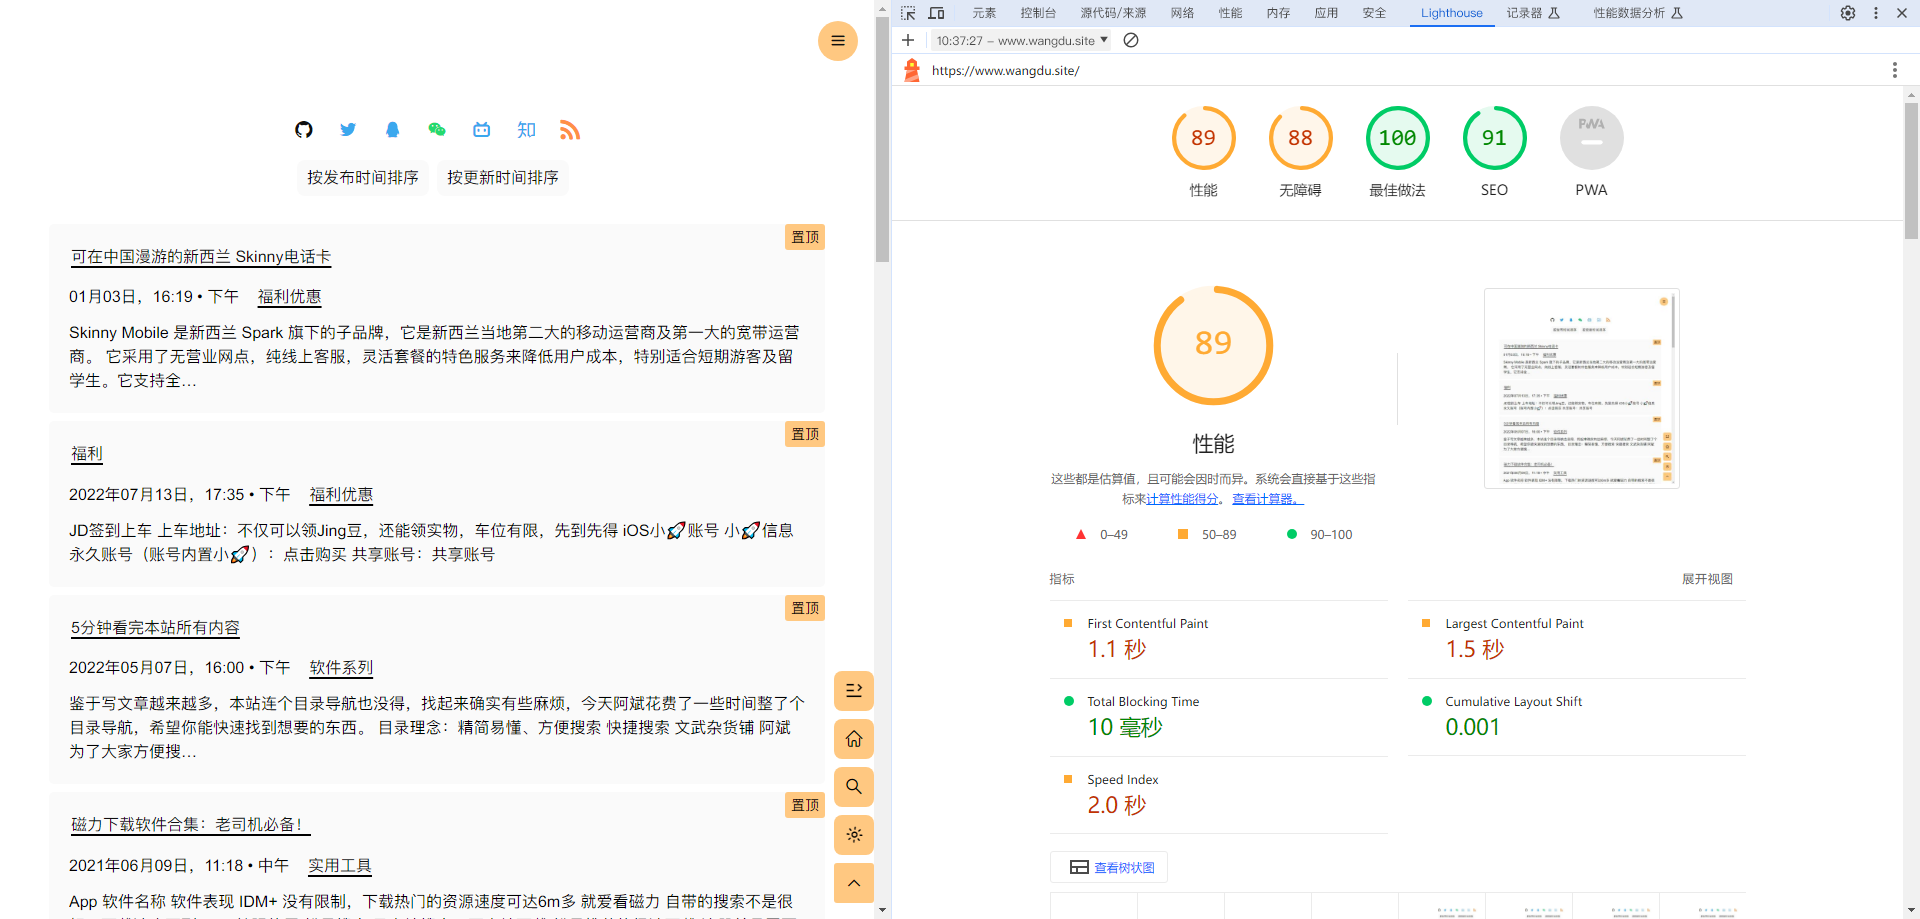 知
按发布时间排序 按更新时间排序
置顶
可在中国漫游的新西兰 Skinny电话卡
01月03日，16:19 • 下午 福利优惠
Skinny Mobile 是新西兰 Spark 旗下的子品牌，它是新西兰当地第二大的移动运营商及第一大的宽带运营
商。 它采用了无营业网点，纯线上客服，灵活套餐的特色服务来降低用户成本，特别适合短期游客及留
学生。它支持全...
置顶
福利
2022年07月13日，17:35 • 下午 福利优惠
JD签到上车 上车地址：不仅可以领Jing豆，还能领实物，车位有限，先到先得 iOS小🚀账号 小🚀信息
永久账号（账号内置小🚀）：点击购买 共享账号：共享账号
置顶
5分钟看完本站所有内容
2022年05月07日，16:00 • 下午 软件系列
鉴于写文章越来越多，本站连个目录导航也没得，找起来确实有些麻烦，今天阿斌花费了一些时间整了个
目录导航，希望你能快速找到想要的东西。 目录理念：精简易懂、方便搜索 快捷搜索 文武杂货铺 阿斌
为了大家方便搜...
置顶
磁力下载软件合集：老司机必备！
2021年06月09日，11:18 • 中午 实用工具
App 软件名称 软件表现 IDM+ 没有限制，下载热门的资源速度可达6m多 就爱看磁力 自带的搜索不是很
元素 控制台 源代码/来源 网络 性能 内存 应用 安全 Lighthouse 记录器 性能数据分析
10:37:27 – www.wangdu.site
https://www.wangdu.site/
89 88 100 91 PWA
性能 无障碍 最佳做法 SEO PWA
89
性能
这些都是估算值，且可能会因时而异。系统会直接基于这些指
标来计算性能得分。 查看计算器。
0–49 50–89 90–100
指标 展开视图
First Contentful Paint
1.1 秒
Largest Contentful Paint
1.5 秒
Total Blocking Time
10 毫秒
Cumulative Layout Shift
0.001
Speed Index
2.0 秒
查看树状图